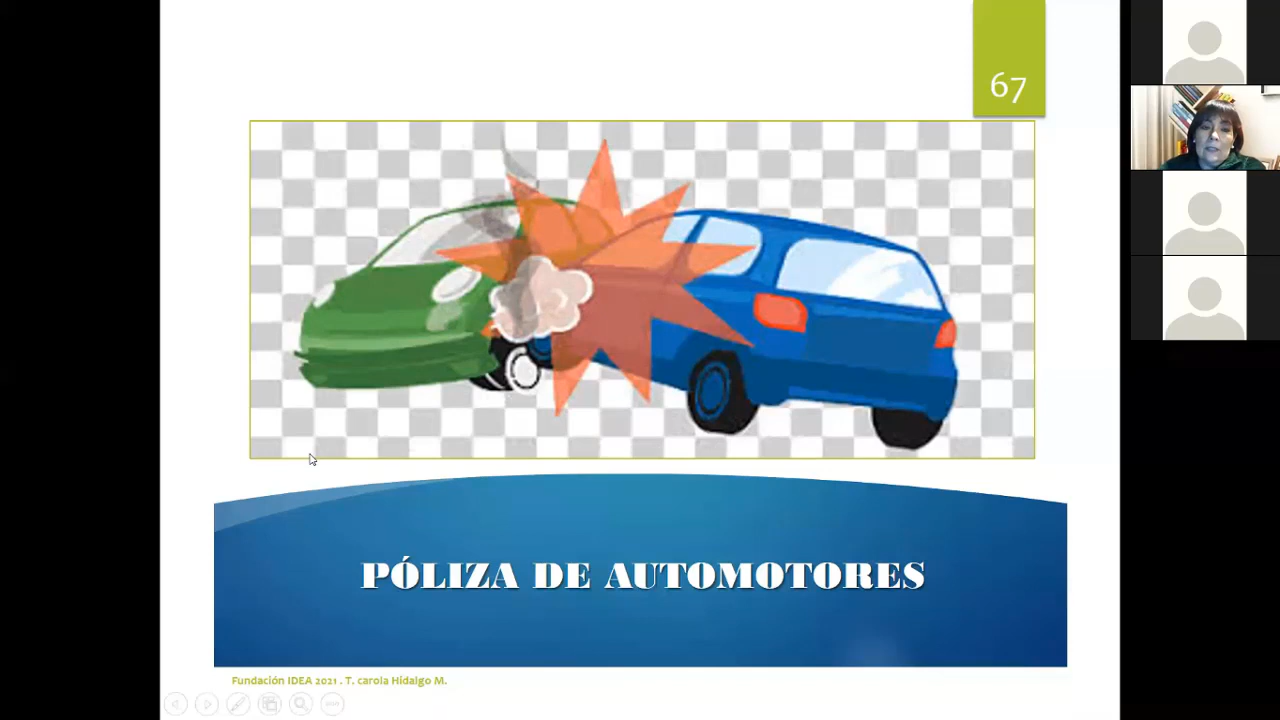 67
PÓLIZA DE AUTOMOTORES
Fundación IDEA 2021 . T. carola Hidalgo M.